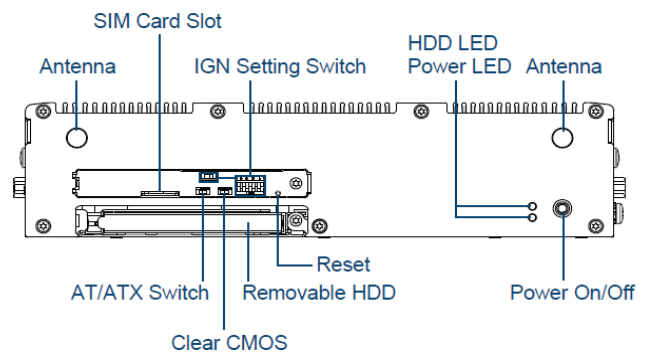 SIM Card Slot
HDD LED
Antenna
IGN Setting Switch
Power LED
Antenna
Reset
AT/ATX Switch
Removable HDD
Power On/Off
Clear CMOS